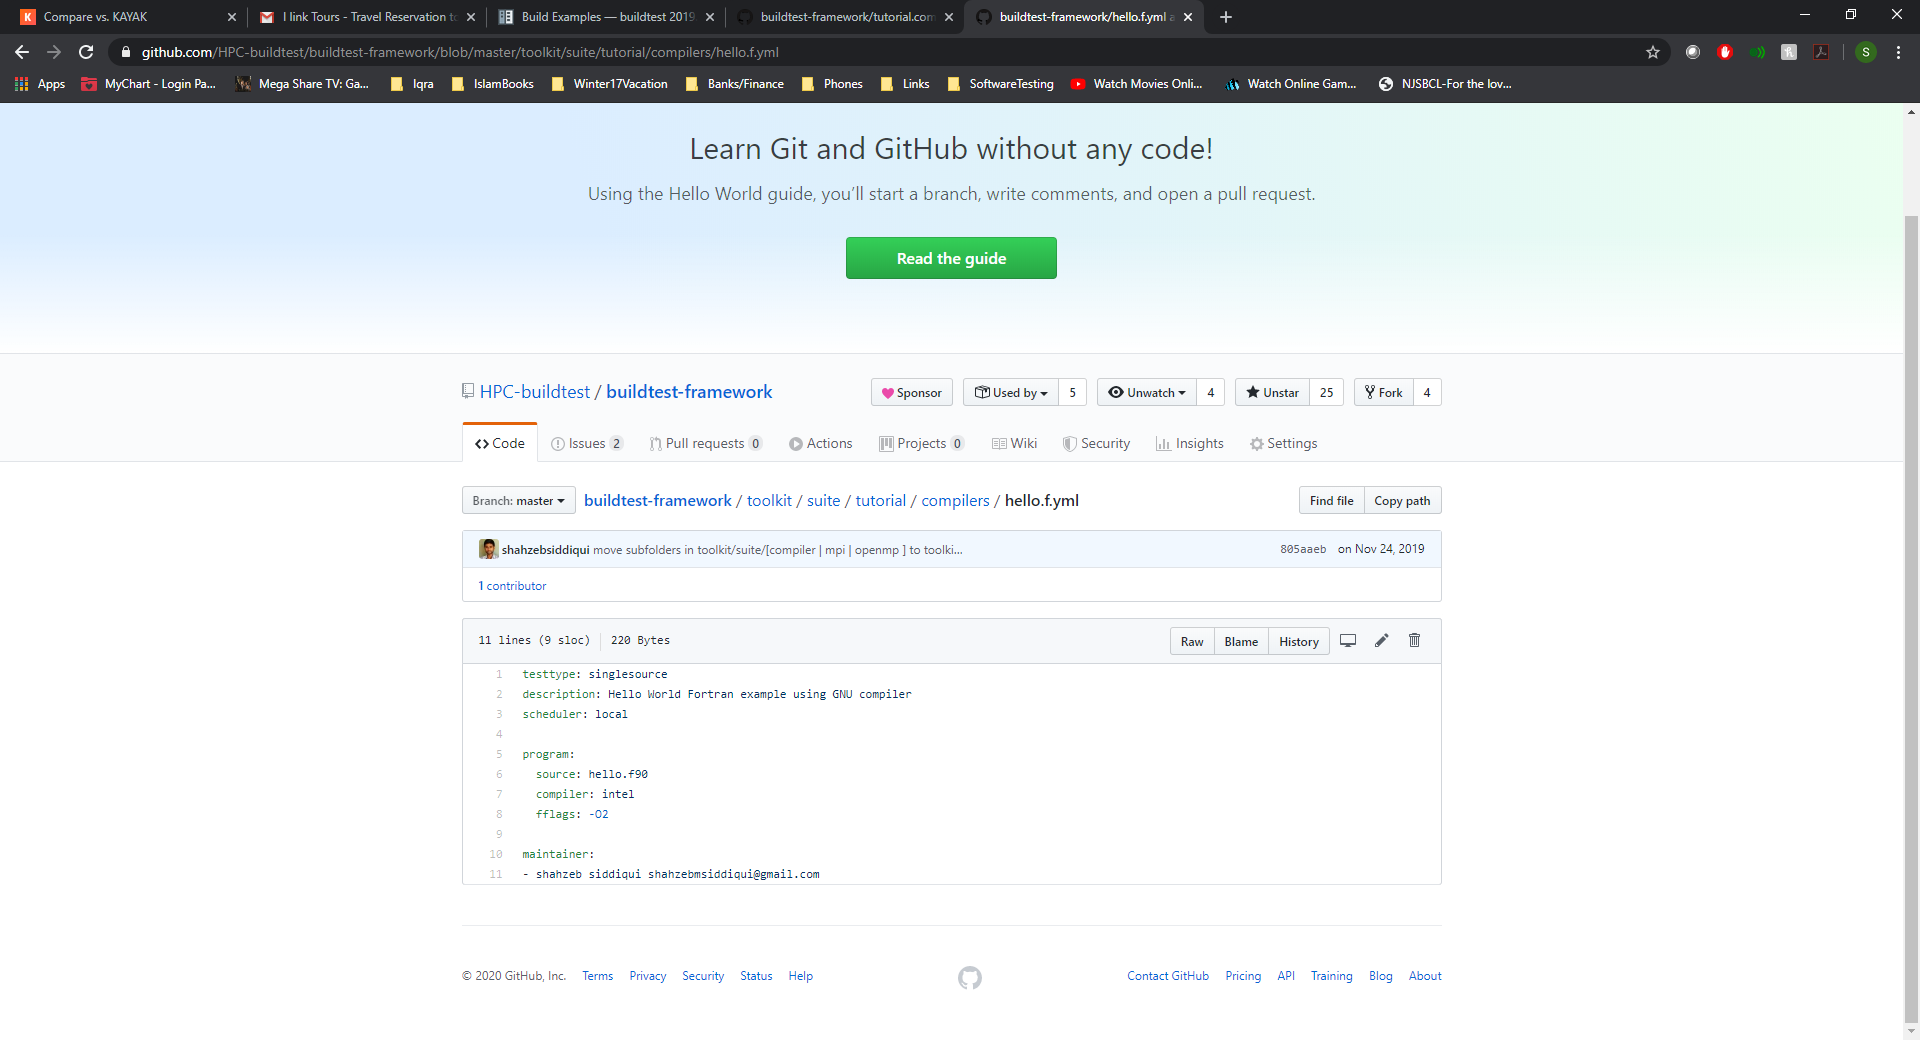 Compare vs. KAYAK
I link Tours - Travel Reservation to
Build Examples — buildtest 2019
buildtest-framework/tutorial.com
buildtest-framework/hello.f.yml a
github.com/HPC-buildtest/buildtest-framework/blob/master/toolkit/suite/tutorial/compilers/hello.f.yml
S
Apps MyChart - Login Pa... Mega Share TV: Ga... Iqra IslamBooks Winter17Vacation Banks/Finance Phones Links SoftwareTesting Watch Movies Onli... Watch Online Gam... NJSBCL-For the lov...
Learn Git and GitHub without any code!
Using the Hello World guide, you’ll start a branch, write comments, and open a pull request.
Read the guide
HPC-buildtest / buildtest-framework
Sponsor Used by 5 Unwatch 4 Unstar 25 Fork 4
Code Issues 2 Pull requests 0 Actions Projects 0 Wiki Security Insights Settings
Branch: master buildtest-framework / toolkit / suite / tutorial / compilers / hello.f.yml Find file Copy path
shahzebsiddiqui move subfolders in toolkit/suite/[compiler | mpi | openmp ] to toolki... 805aaeb on Nov 24, 2019
1 contributor
11 lines (9 sloc) 220 Bytes Raw Blame History
1 testtype: singlesource
2 description: Hello World Fortran example using GNU compiler
3 scheduler: local
4
5 program:
6 source: hello.f90
7 compiler: intel
8 fflags: -O2
9
10 maintainer:
11 - shahzeb siddiqui shahzebmsiddiqui@gmail.com
© 2020 GitHub, Inc. Terms Privacy Security Status Help Contact GitHub Pricing API Training Blog About